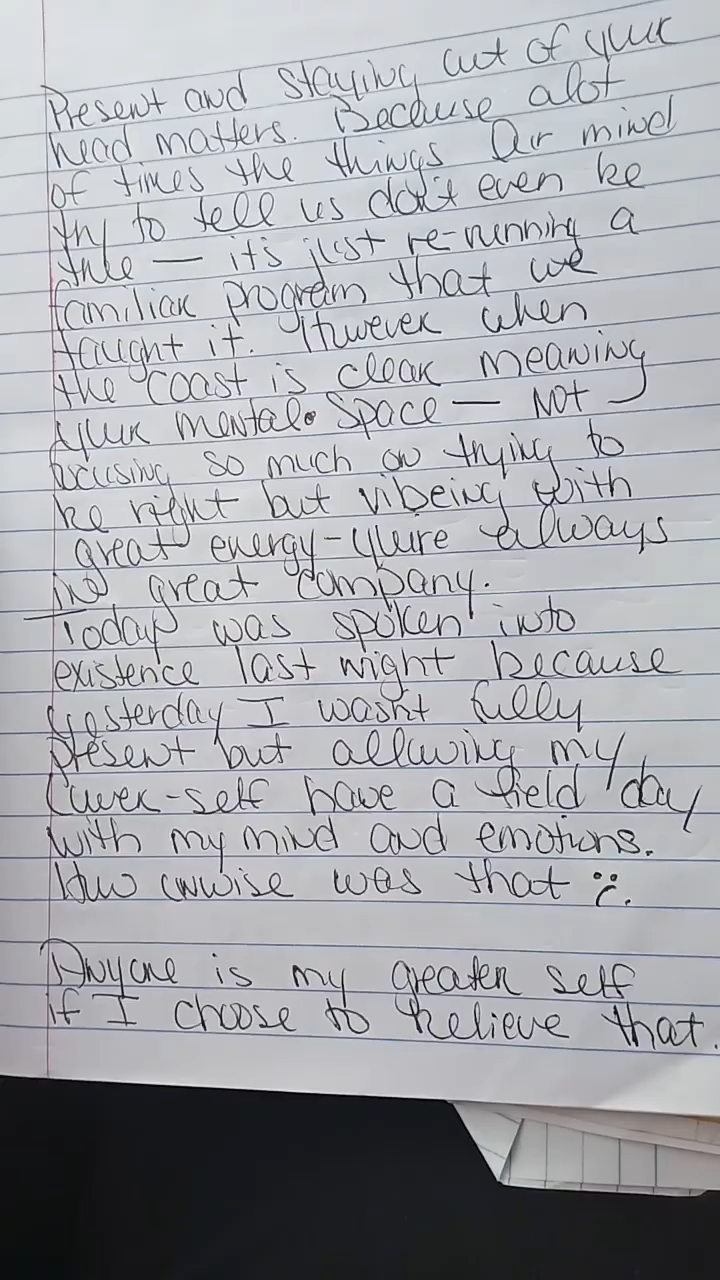 Present and staying out of your
head matters. Because alot
of times the things Our mind
try to tell us don't even be
true — it's just re-running a
familiar program that we
taught it. However when
the coast is clear meaning
your mental space — Not
focusing so much on trying to
be right but vibeing with
great energy-you're always
in great company.
Today was spoken into
existence last night because
yesterday I wasn't fully
present but allowing my
lower-self have a field day
with my mind and emotions.
How unwise was that :(.
Anyone is my greater self
if I choose to believe that.